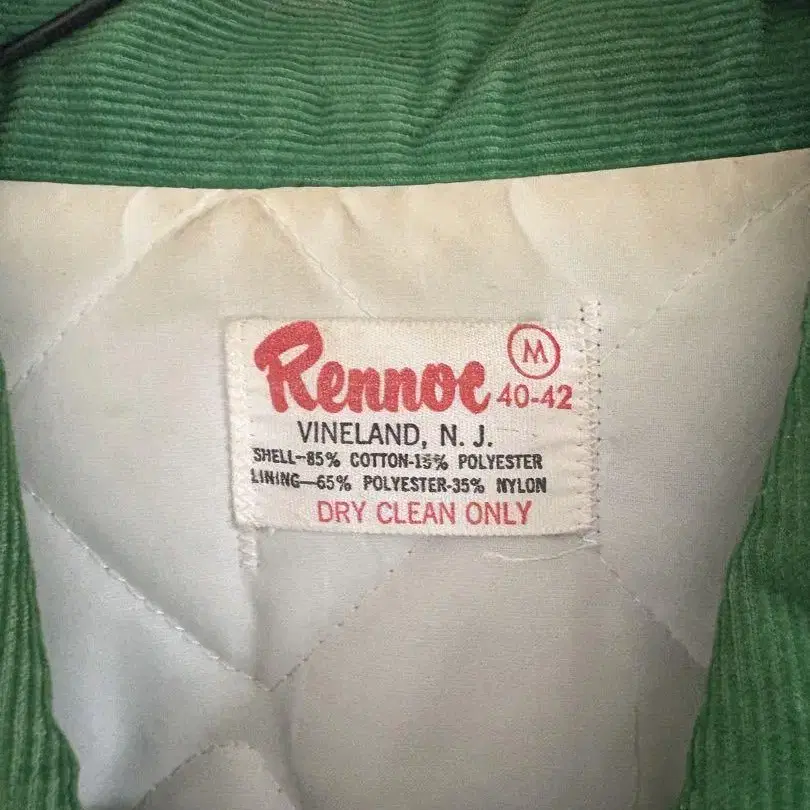 M
Rennoc 40-42
VINELAND, N. J.
SHELL-85% COTTON-15% POLYESTER
LINING-65% POLYESTER-35% NYLON
DRY CLEAN ONLY